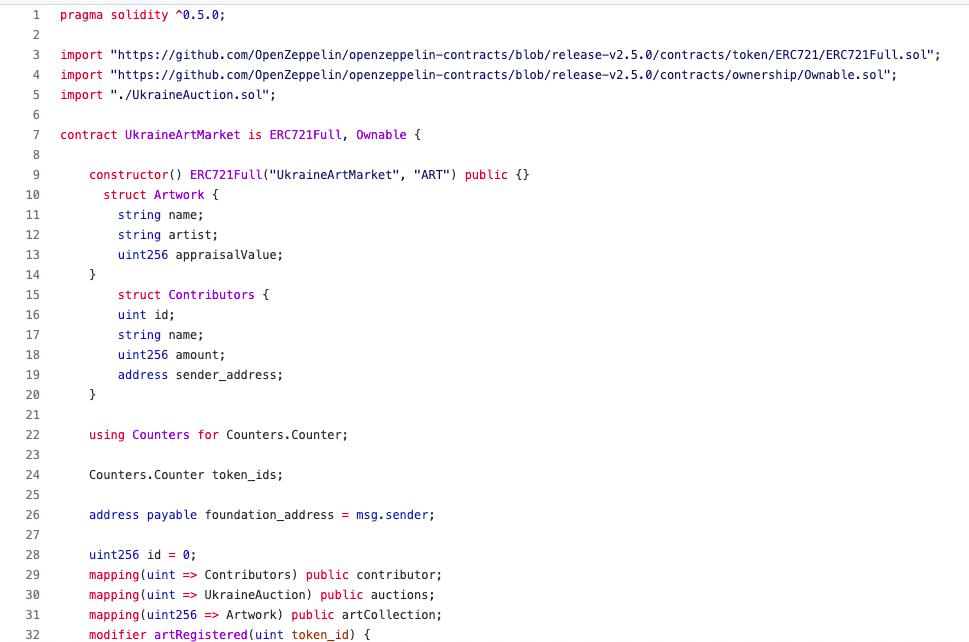 1 pragma solidity ^0.5.0;
2
3 import "https://github.com/OpenZeppelin/openzeppelin-contracts/blob/release-v2.5.0/contracts/token/ERC721/ERC721Full.sol";
4 import "https://github.com/OpenZeppelin/openzeppelin-contracts/blob/release-v2.5.0/contracts/ownership/Ownable.sol";
5 import "./UkraineAuction.sol";
6
7 contract UkraineArtMarket is ERC721Full, Ownable {
8
9     constructor() ERC721Full("UkraineArtMarket", "ART") public {}
10       struct Artwork {
11         string name;
12         string artist;
13         uint256 appraisalValue;
14     }
15         struct Contributors {
16         uint id;
17         string name;
18         uint256 amount;
19         address sender_address;
20     }
21
22     using Counters for Counters.Counter;
23
24     Counters.Counter token_ids;
25
26     address payable foundation_address = msg.sender;
27
28     uint256 id = 0;
29     mapping(uint => Contributors) public contributor;
30     mapping(uint => UkraineAuction) public auctions;
31     mapping(uint256 => Artwork) public artCollection;
32     modifier artRegistered(uint token_id) {